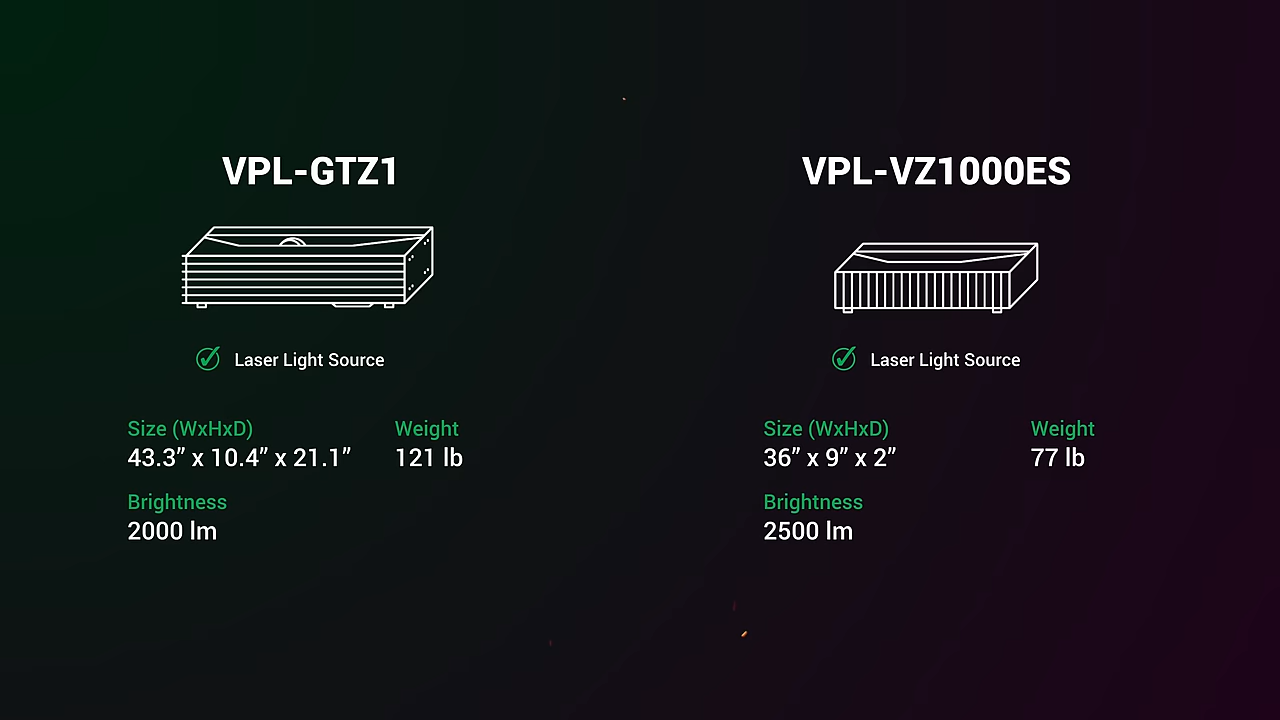 VPL-GTZ1
Laser Light Source
Size (WxHxD)
43.3” x 10.4” x 21.1”
Weight
121 lb
Brightness
2000 lm
VPL-VZ1000ES
Laser Light Source
Size (WxHxD)
36” x 9” x 2”
Weight
77 lb
Brightness
2500 lm